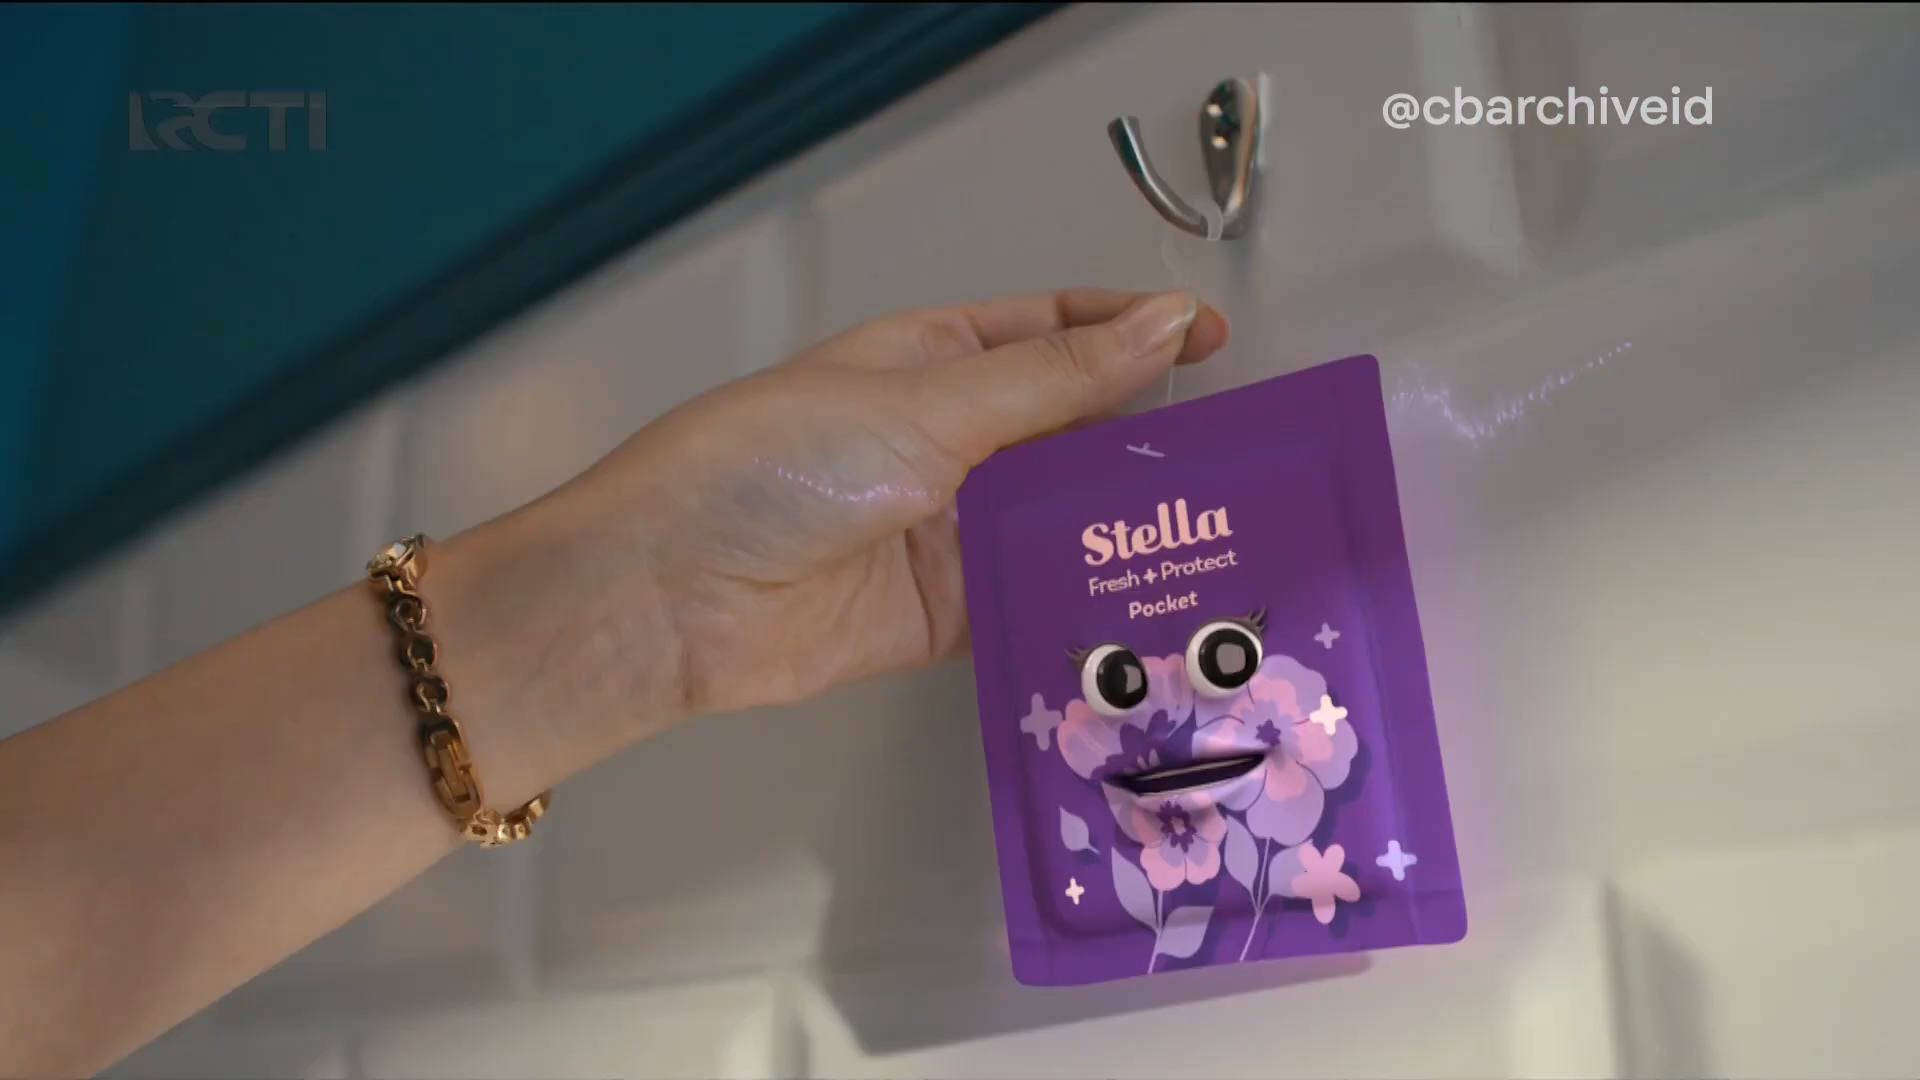 RCTI
@cbarchiveid
Stella
Fresh + Protect
Pocket